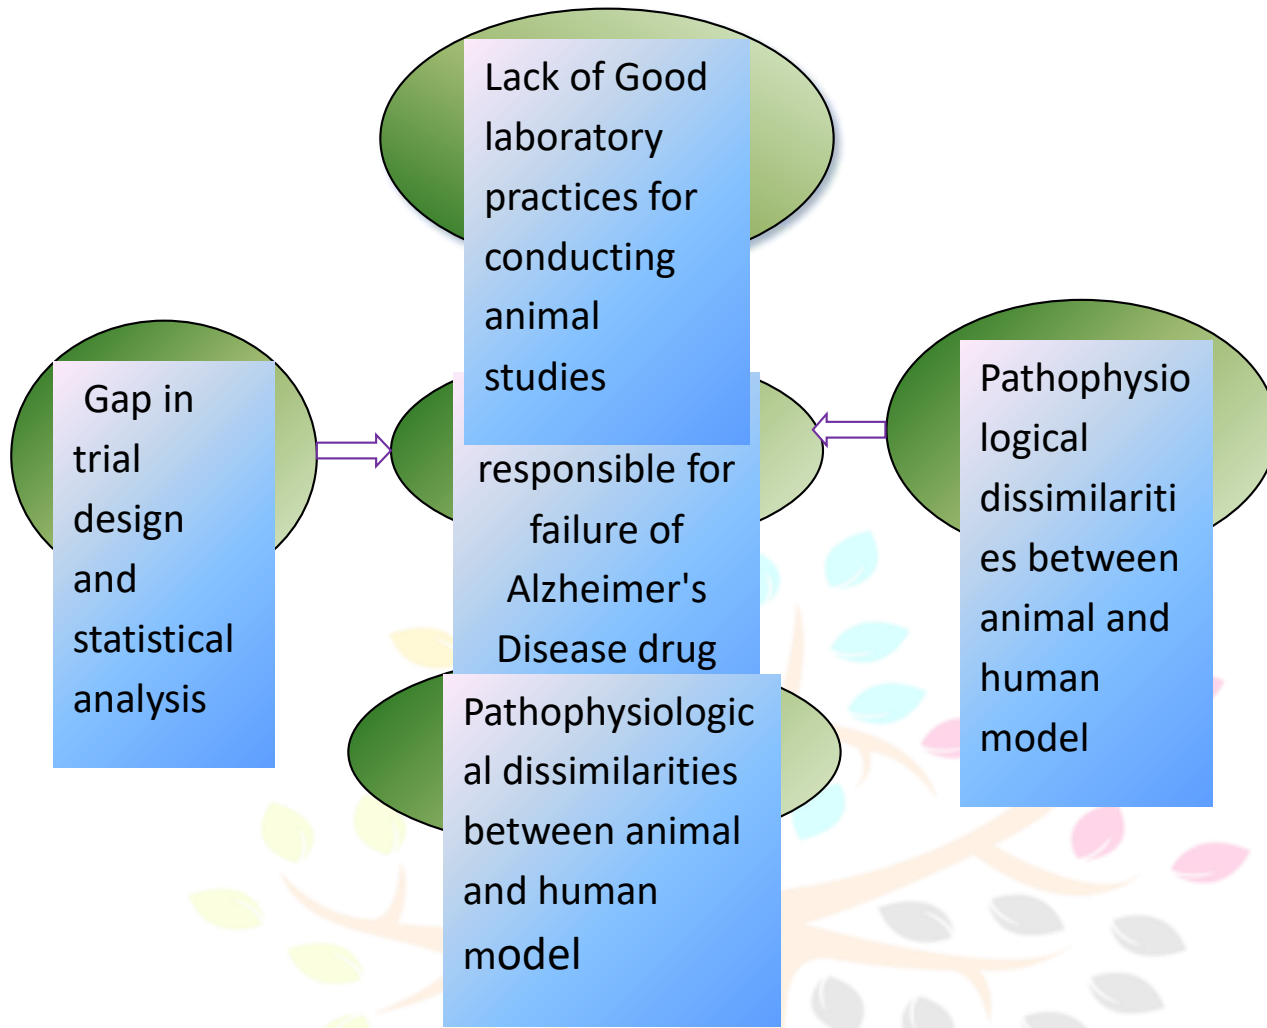 Lack of Good
laboratory
practices for
conducting
animal
studies
Gap in
trial
design
and
statistical
analysis
responsible for
failure of
Alzheimer's
Disease drug
Pathophysio
logical
dissimilariti
es between
animal and
human
model
Pathophysiologic
al dissimilarities
between animal
and human
model